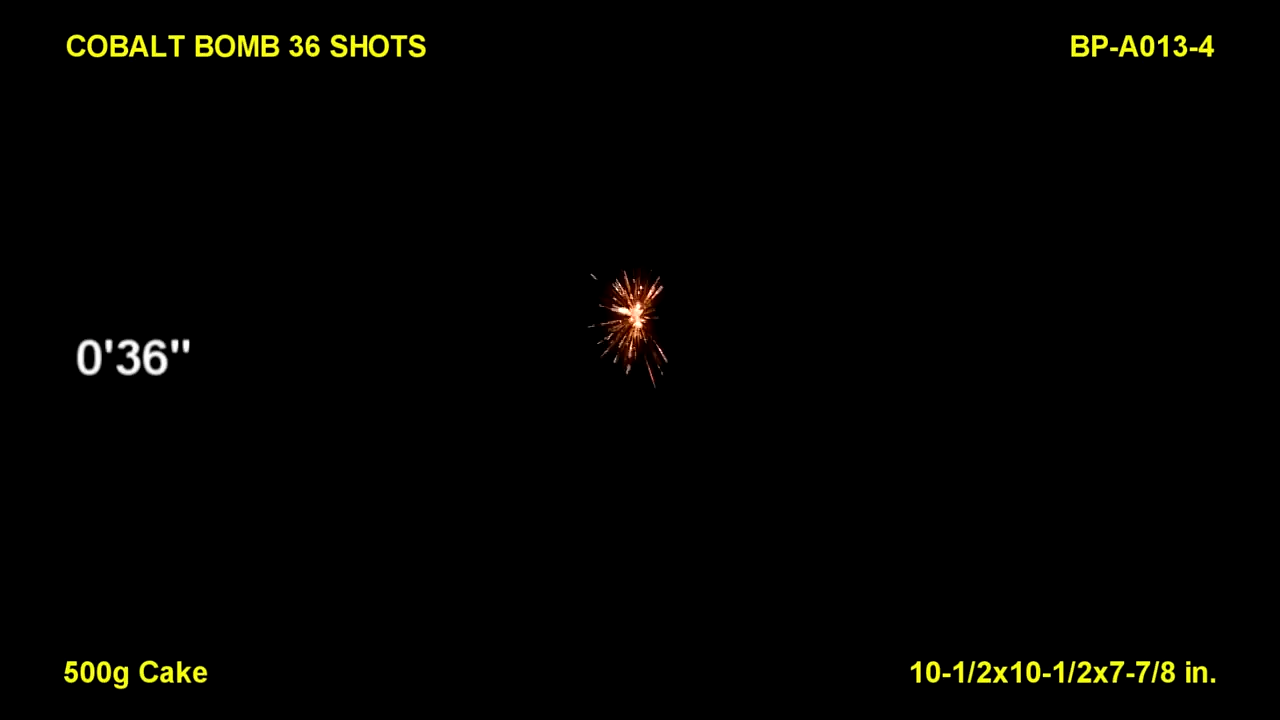 COBALT BOMB 36 SHOTS
BP-A013-4
0'36"
500g Cake
10-1/2x10-1/2x7-7/8 in.